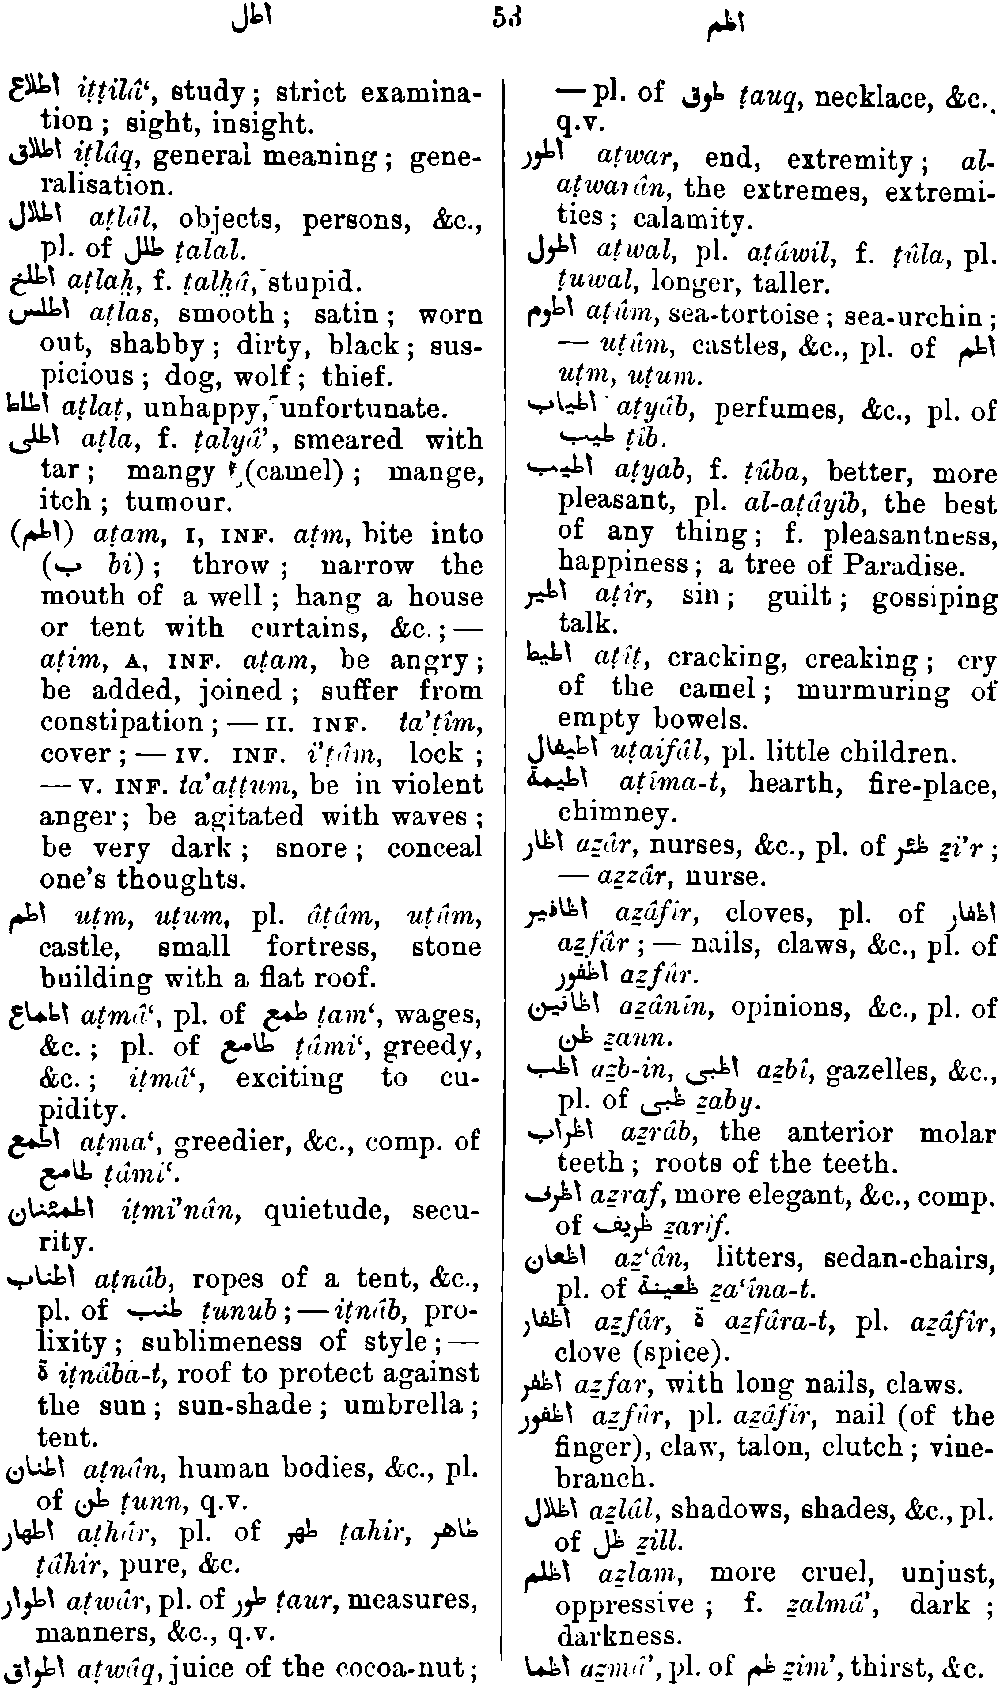 اطل 53 اظم
اطلاع iṭṭilâ‘, study; strict examina-
tion; sight, insight.
اطلاق iṭlâq, general meaning; gene-
ralisation.
اطلال aṭlâl, objects, persons, &c.,
pl. of طلل ṭalal.
اطلح aṭlaḥ, f. ṭalḥâ, stupid.
اطلس aṭlas, smooth; satin; worn
out, shabby; dirty, black; sus-
picious; dog, wolf; thief.
اطلط aṭlaṭ, unhappy, unfortunate.
اطلى aṭla, f. ṭalyâ’, smeared with
tar; mangy (camel); mange,
itch; tumour.
(اطم) aṭam, I, INF. aṭm, bite into
(ب bi); throw; narrow the
mouth of a well; hang a house
or tent with curtains, &c.;—
aṭim, A, INF. aṭam, be angry;
be added, joined; suffer from
constipation;—II. INF. ta’ṭîm,
cover;—IV. INF. i’ṭâm, lock;
—V. INF. ta’aṭṭum, be in violent
anger; be agitated with waves;
be very dark; snore; conceal
one's thoughts.
اطم uṭm, uṭum, pl. âṭâm, uṭûm,
castle, small fortress, stone
building with a flat roof.
اطماع aṭmâ‘, pl. of طمع ṭam‘, wages,
&c.; pl. of طامع ṭâmi‘, greedy,
&c.; iṭmâ‘, exciting to cu-
pidity.
اطمع aṭma‘, greedier, &c., comp. of
طامع ṭâmi‘.
اطمئنان iṭmi’nân, quietude, secu-
rity.
اطناب aṭnâb, ropes of a tent, &c.,
pl. of طنب ṭunub;—iṭnâb, pro-
lixity; sublimeness of style;—
ة iṭnâba-t, roof to protect against
the sun; sun-shade; umbrella;
tent.
اطنان aṭnân, human bodies, &c., pl.
of طن ṭunn, q.v.
اطهار aṭhâr, pl. of طهر ṭahir, طاهر
ṭâhir, pure, &c.
اطوار aṭwâr, pl. of طور ṭaur, measures,
manners, &c., q.v.
اطواق aṭwâq, juice of the cocoa-nut;
—pl. of طوق ṭauq, necklace, &c.,
q.v.
اطور aṭwar, end, extremity; al-
aṭwarân, the extremes, extremi-
ties; calamity.
اطول aṭwal, pl. aṭâwil, f. ṭûla, pl.
ṭuwal, longer, taller.
اطوم aṭûm, sea-tortoise; sea-urchin;
— uṭûm, castles, &c., pl. of اطم
uṭm, uṭum.
اطياب aṭyâb, perfumes, &c., pl. of
طيب ṭîb.
اطيب aṭyab, f. ṭûba, better, more
pleasant, pl. al-aṭâyib, the best
of any thing; f. pleasantness,
happiness; a tree of Paradise.
اطير aṭîr, sin; guilt; gossiping
talk.
اطيط aṭîṭ, cracking, creaking; cry
of the camel; murmuring of
empty bowels.
اطيفال uṭaifâl, pl. little children.
اطيمة aṭîma-t, hearth, fire-place,
chimney.
اظار aẓâr, nurses, &c., pl. of ظئر ẓi’r;
— aẓẓâr, nurse.
اظافير aẓâfîr, cloves, pl. of اظفار
aẓfâr;— nails, claws, &c., pl. of
اظفور aẓfûr.
اظانين aẓânîn, opinions, &c., pl. of
ظن ẓann.
اظب aẓb-in, اظبى aẓbî, gazelles, &c.,
pl. of ظبى ẓaby.
اظراب aẓrâb, the anterior molar
teeth; roots of the teeth.
اظرف aẓraf, more elegant, &c., comp.
of ظريف ẓarîf.
اظعان aẓ‘ân, litters, sedan-chairs,
pl. of ظعينة ẓa‘îna-t.
اظفار aẓfâr, ة aẓfâra-t, pl. aẓâfîr,
clove (spice).
اظفر aẓfar, with long nails, claws.
اظفور aẓfûr, pl. aẓâfîr, nail (of the
finger), claw, talon, clutch; vine-
branch.
اظلال aẓlâl, shadows, shades, &c., pl.
of ظل ẓill.
اظلم aẓlam, more cruel, unjust,
oppressive; f. ẓalmâ’, dark;
darkness.
اظما aẓmâ’, pl. of ظم ẓim’, thirst, &c.